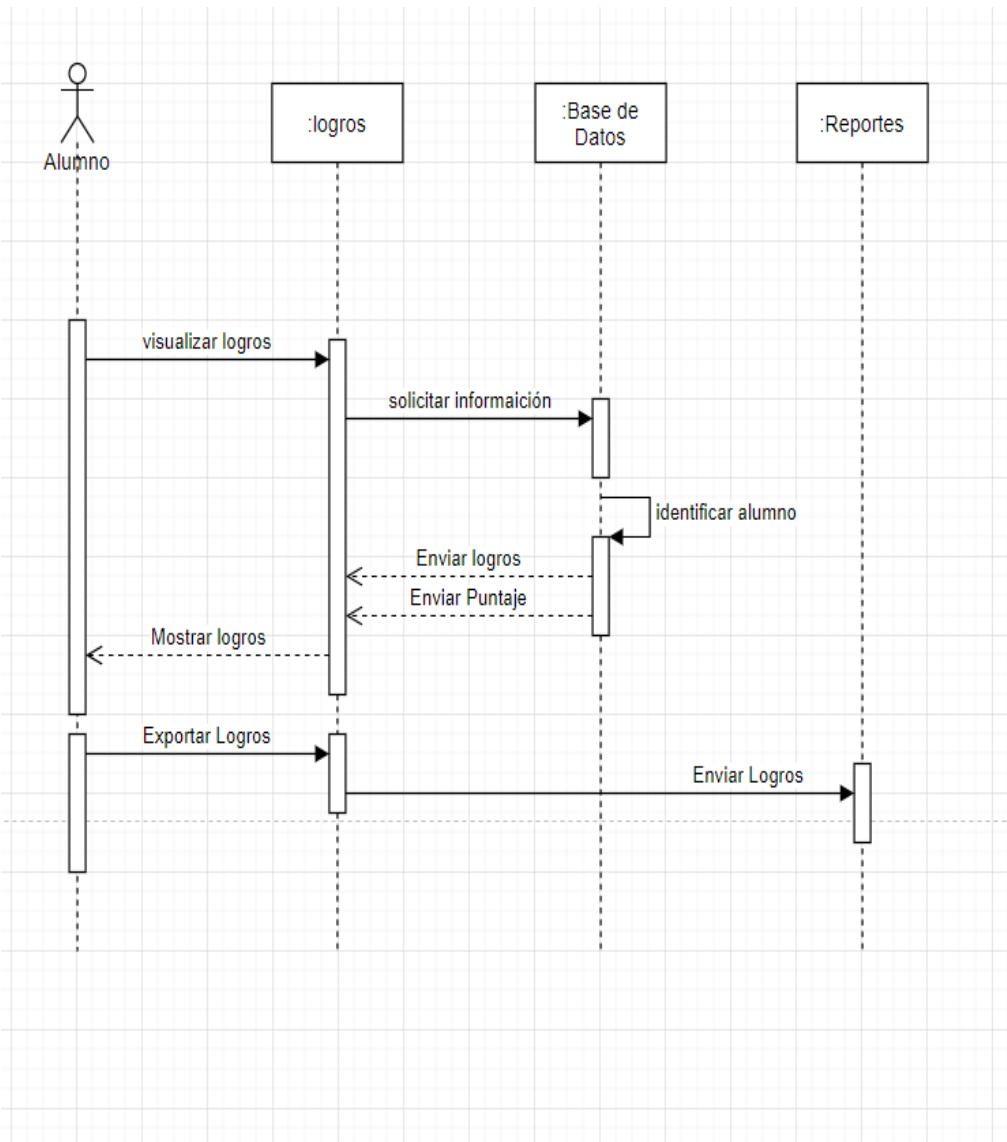 Alumno
:logros
:Base de
Datos
:Reportes
visualizar logros
solicitar informaición
identificar alumno
Enviar logros
Enviar Puntaje
Mostrar logros
Exportar Logros
Enviar Logros